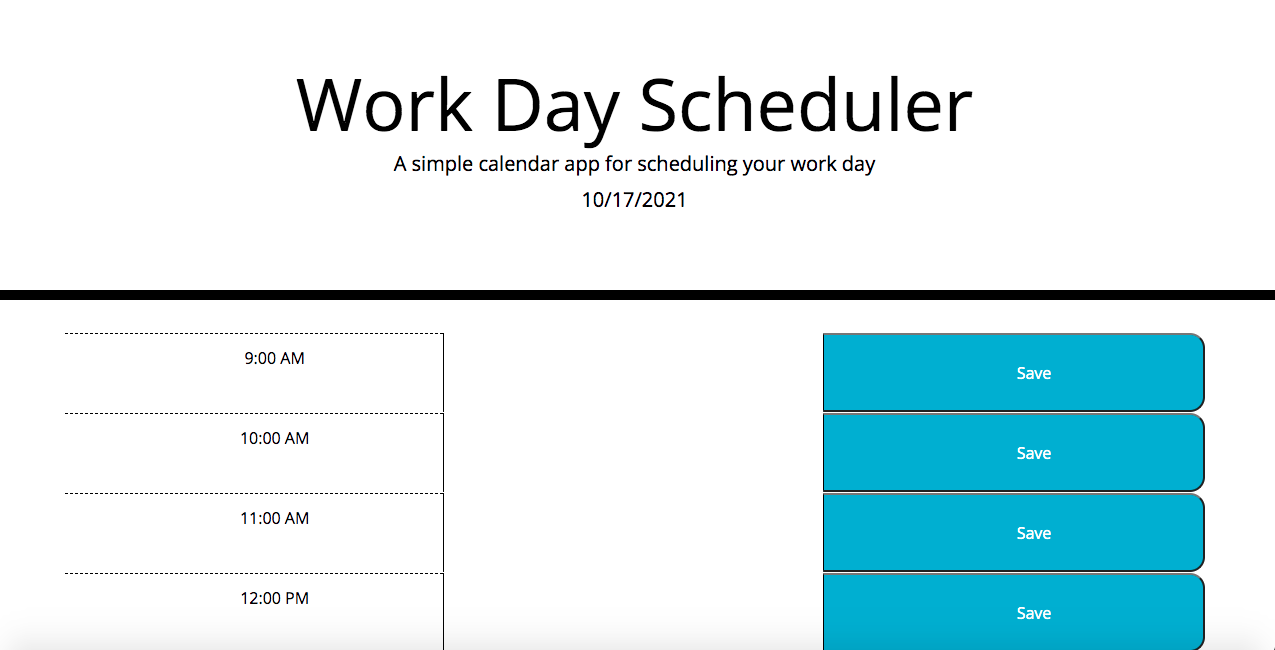 Work Day Scheduler
A simple calendar app for scheduling your work day
10/17/2021
9:00 AM
Save
10:00 AM
Save
11:00 AM
Save
12:00 PM
Save